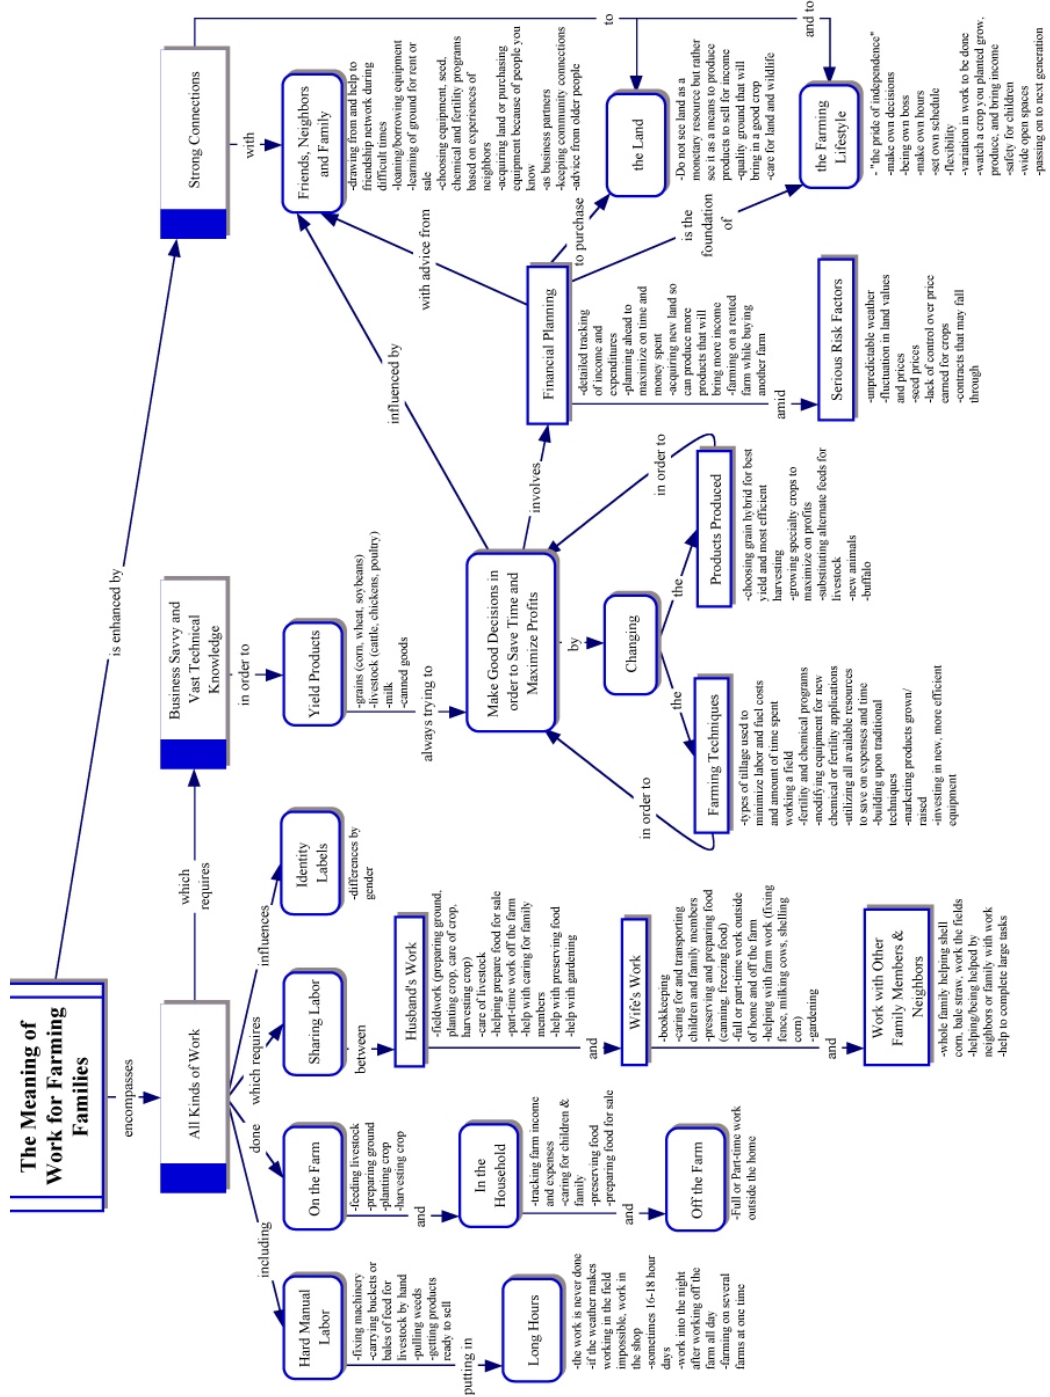 The Meaning of
Work for Farming
Families
encompasses
is enhanced by
All Kinds of Work
which
requires
Business Savvy and
Vast Technical
Knowledge
Strong Connections
including
done
which requires
influences
in order to
with
to
and to
Hard Manual
Labor
-fixing machinery
-carrying buckets or
bales of feed for
livestock by hand
-pulling weeds
-getting products
ready to sell
putting in
Long Hours
-the work is never done
-if the weather makes
working in the field
impossible, work in
the shop
-sometimes 16-18 hour
days
-work into the night
after working off the
farm all day
-farming on several
farms at one time
On the Farm
-feeding livestock
-preparing ground
-planting crop
-harvesting crop
and
In the
Household
-tracking farm income
and expenses
-caring for children &
family
-preserving food
-preparing food for sale
and
Off the Farm
-Full or Part-time work
outside the home
Sharing Labor
between
Husband's Work
-fieldwork (preparing ground,
planting crop, care of crop,
harvesting crop)
-care of livestock
-helping prepare food for sale
-part-time work off the farm
-help with caring for family
members
-help with preserving food
-help with gardening
and
Wife's Work
-bookkeeping
-caring for and transporting
children and family members
-preserving and preparing food
(canning, freezing food)
-full or part-time work outside
of home and off the farm
-helping with farm work (fixing
fence, milking cows, shelling
corn)
-gardening
and
Work with Other
Family Members &
Neighbors
-whole family helping shell
corn, bale straw, work the fields
-helping/being helped by
neighbors or family with work
-help to complete large tasks
Identity
Labels
-differences by
gender
Yield Products
-grains (corn, wheat, soybeans)
-livestock (cattle, chickens, poultry)
-milk
-canned goods
always trying to
Make Good Decisions in
order to Save Time and
Maximize Profits
influenced by
involves
by
Changing
the
the
in order to
in order to
Farming Techniques
-types of tillage used to
minimize labor and fuel costs
and amount of time spent
working a field
-fertility and chemical programs
-modifying equipment for new
chemical or fertility applications
-utilizing all available resources
to save on expenses and time
-building upon traditional
techniques
-marketing products grown/
raised
-investing in new, more efficient
equipment
Products Produced
-choosing grain hybrid for best
yield and most efficient
harvesting
-growing specialty crops to
maximize on profits
-substituting alternate feeds for
livestock
-new animals
-buffalo
Financial Planning
-detailed tracking
of income and
expenditures
-planning ahead to
maximize on time and
money spent
-acquiring new land so
can produce more
products that will
bring more income
-farming on a rented
farm while buying
another farm
with advice from
to purchase
is the
foundation
of
amid
Serious Risk Factors
-unpredictable weather
-fluctuation in land values
and prices
-seed prices
-lack of control over price
earned for crops
-contracts that may fall
through
Friends, Neighbors
and Family
-drawing from and help to
friendship network during
difficult times
-loaning/borrowing equipment
-learning of ground for rent or
sale
-choosing equipment, seed,
chemical and fertility programs
based on experiences of
neighbors
-acquiring land or purchasing
equipment because of people you
know
-as business partners
-keeping community connections
-advice from older people
the Land
-Do not see land as a
monetary resource but rather
see it as a means to produce
products to sell for income
-quality ground that will
bring in a good crop
-care for land and wildlife
the Farming
Lifestyle
- "the pride of independence"
-make own decisions
-being own boss
-make own hours
-set own schedule
-flexibility
-variation in work to be done
-watch a crop you planted grow,
produce, and bring income
-safety for children
-wide open spaces
-passing on to next generation